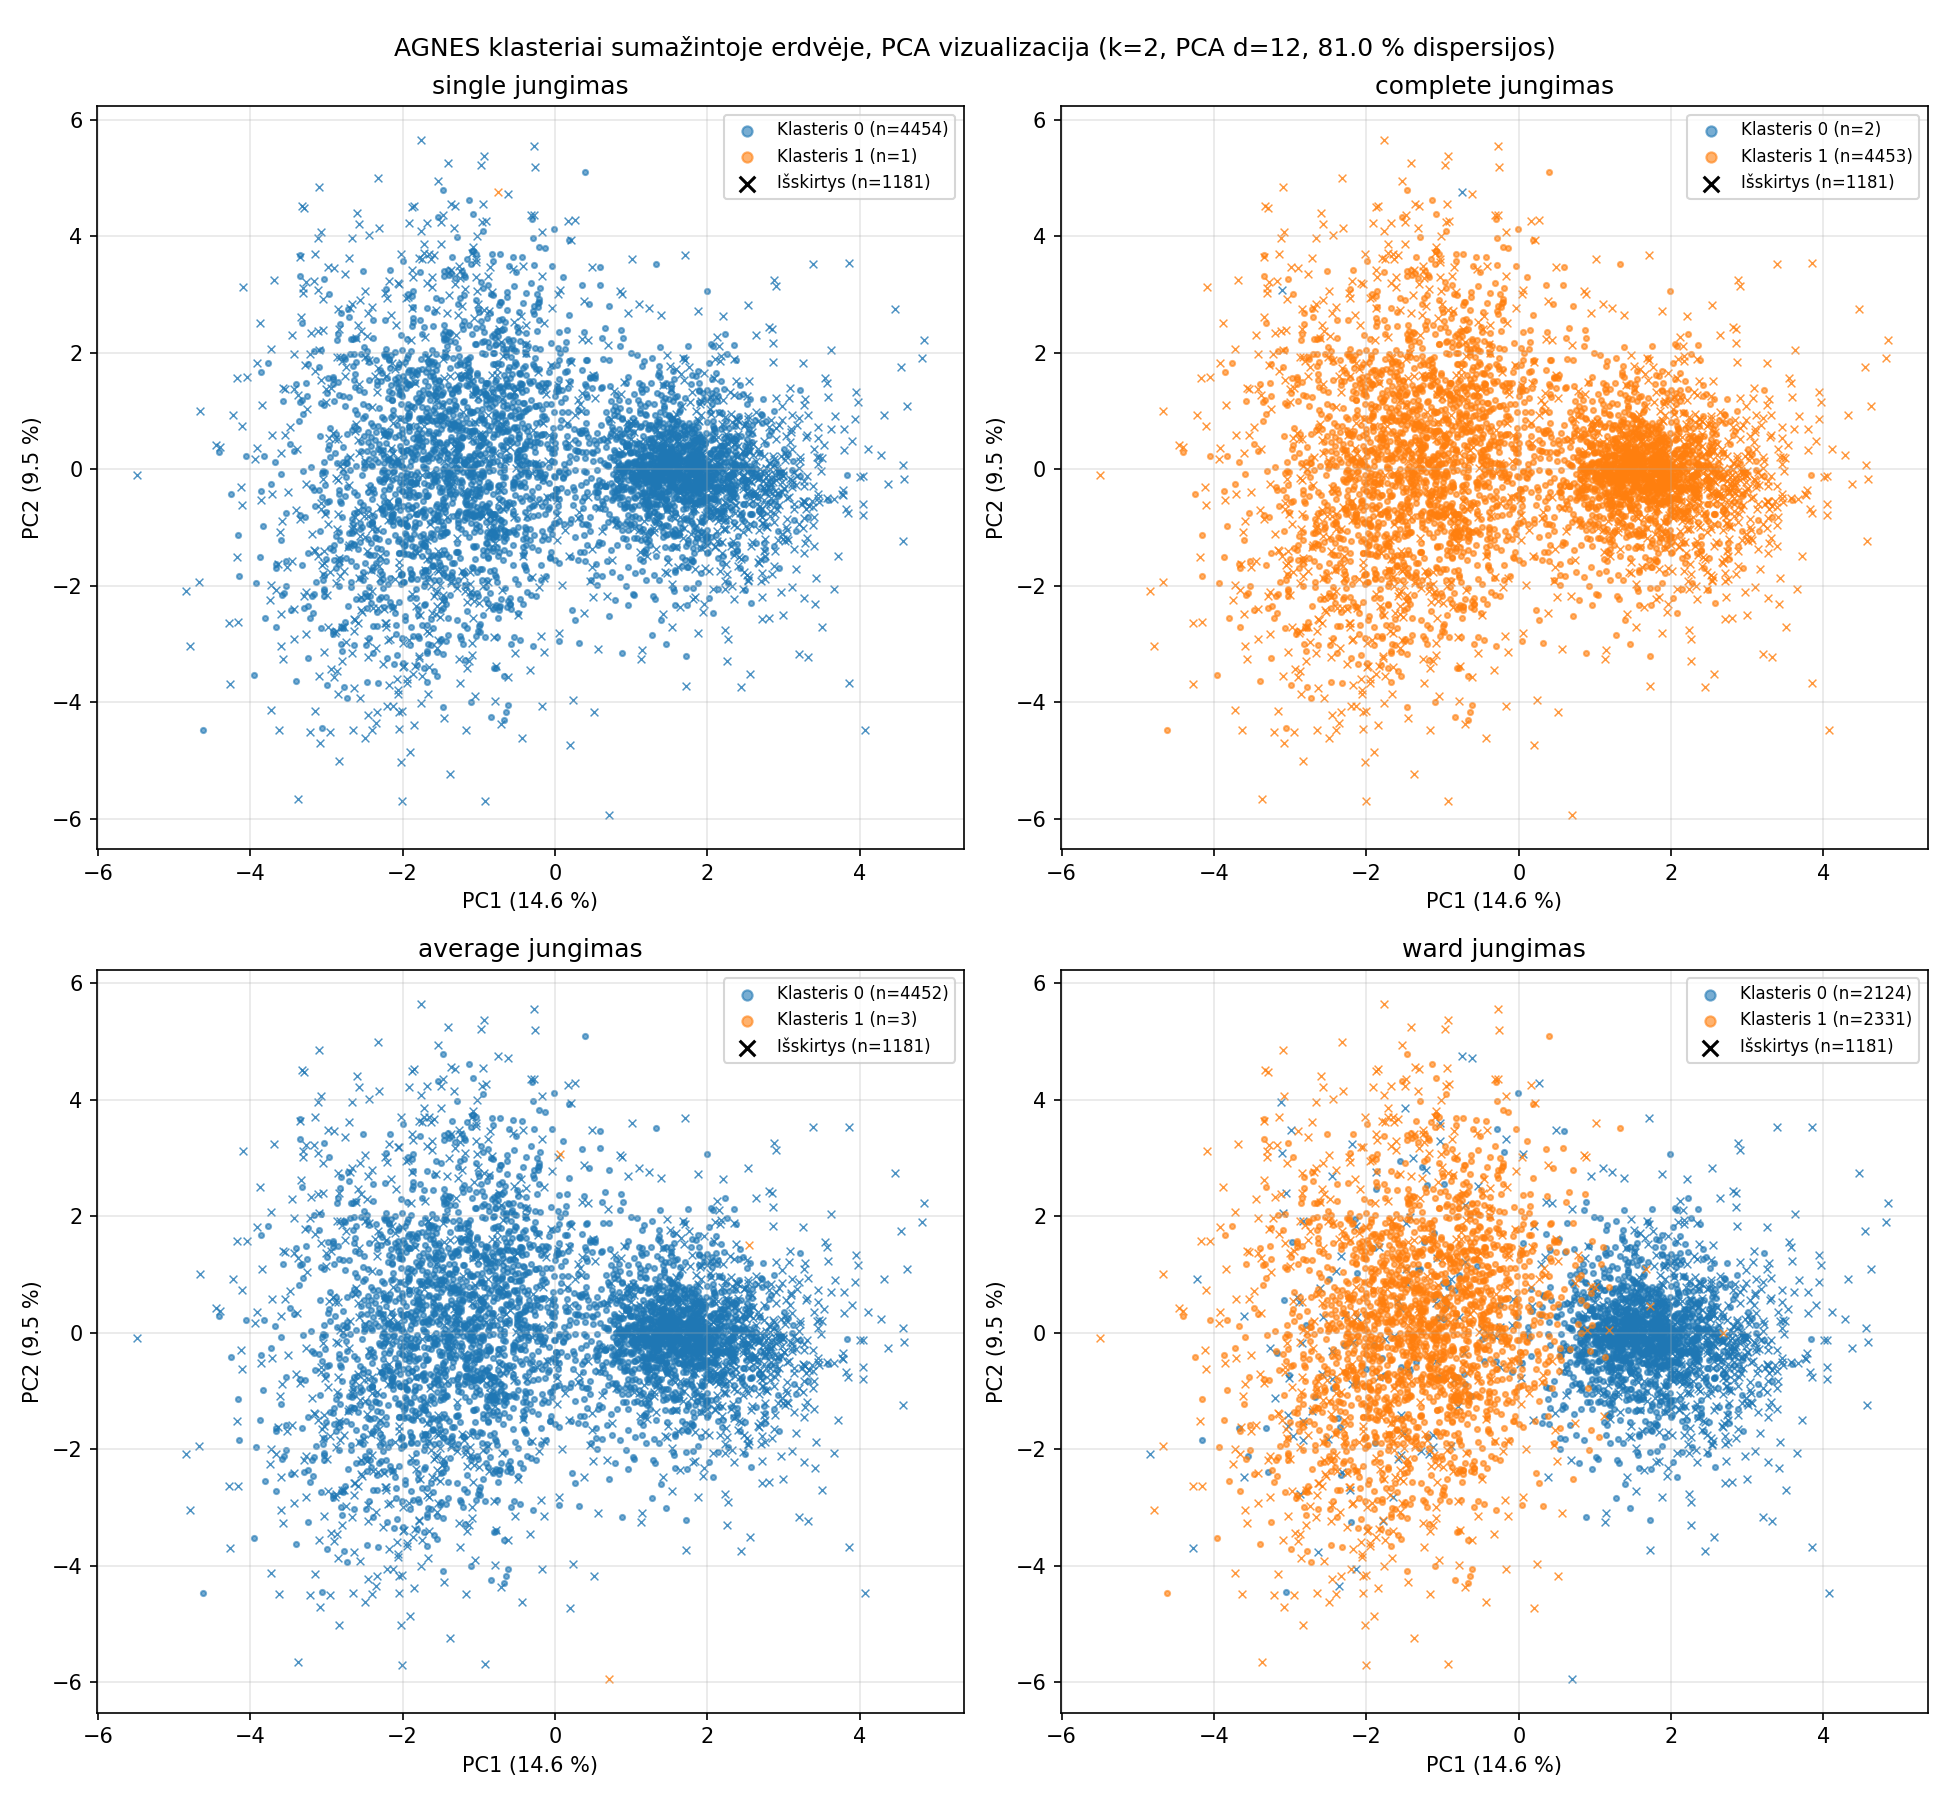 AGNES klasteriai sumažintoje erdvėje, PCA vizualizacija (k=2, PCA d=12, 81.0 % dispersijos)
single jungimas
Klasteris 0 (n=4454)
Klasteris 1 (n=1)
Išskirtys (n=1181)
6
4
2
0
−2
−4
−6
PC2 (9.5 %)
−6 −4 −2 0 2 4
PC1 (14.6 %)
complete jungimas
Klasteris 0 (n=2)
Klasteris 1 (n=4453)
Išskirtys (n=1181)
6
4
2
0
−2
−4
−6
PC2 (9.5 %)
−6 −4 −2 0 2 4
PC1 (14.6 %)
average jungimas
Klasteris 0 (n=4452)
Klasteris 1 (n=3)
Išskirtys (n=1181)
6
4
2
0
−2
−4
−6
PC2 (9.5 %)
−6 −4 −2 0 2 4
PC1 (14.6 %)
ward jungimas
Klasteris 0 (n=2124)
Klasteris 1 (n=2331)
Išskirtys (n=1181)
6
4
2
0
−2
−4
−6
PC2 (9.5 %)
−6 −4 −2 0 2 4
PC1 (14.6 %)